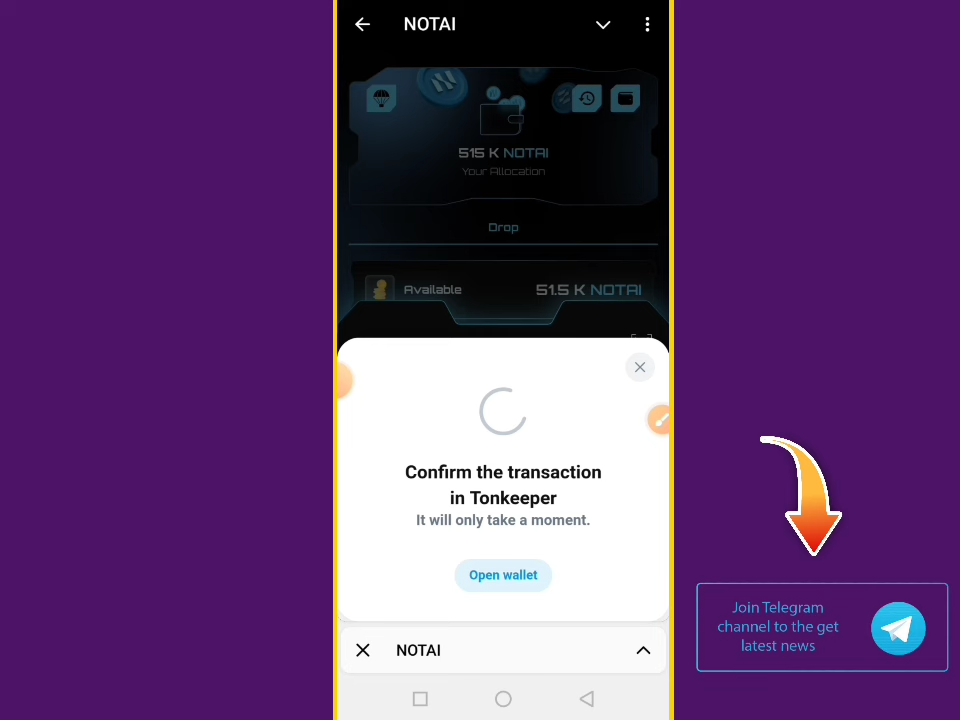 NOTAI
515 K NOTAI
Your Allocation
Drop
Available 51.5 K NOTAI
Confirm the transaction
in Tonkeeper
It will only take a moment.
Open wallet
NOTAI
Join Telegram
channel to the get
latest news